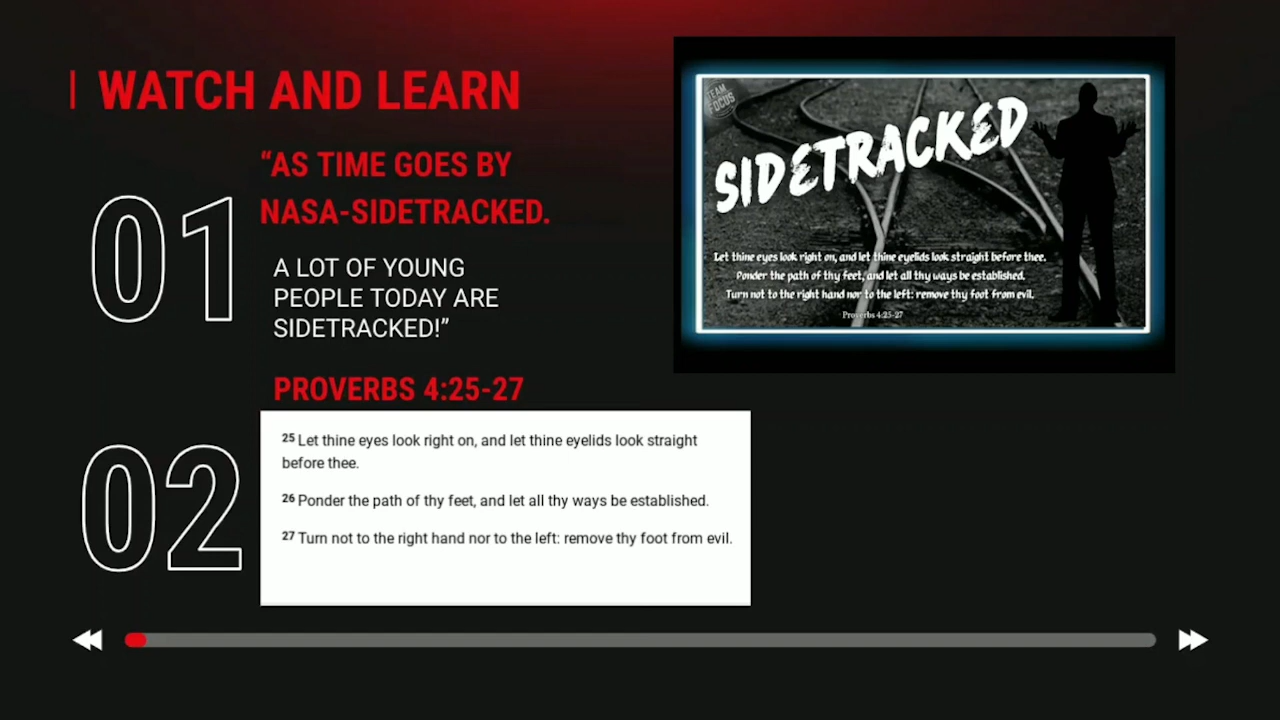 WATCH AND LEARN
01
“AS TIME GOES BY
NASA-SIDETRACKED.
A LOT OF YOUNG
PEOPLE TODAY ARE
SIDETRACKED!”
TEAM
FOCUS
SIDETRACKED
Let thine eyes look right on, and let thine eyelids look straight before thee.
Ponder the path of thy feet, and let all thy ways be established.
Turn not to the right hand nor to the left: remove thy foot from evil.
Proverbs 4:25-27
02
PROVERBS 4:25-27
25 Let thine eyes look right on, and let thine eyelids look straight
before thee.
26 Ponder the path of thy feet, and let all thy ways be established.
27 Turn not to the right hand nor to the left: remove thy foot from evil.